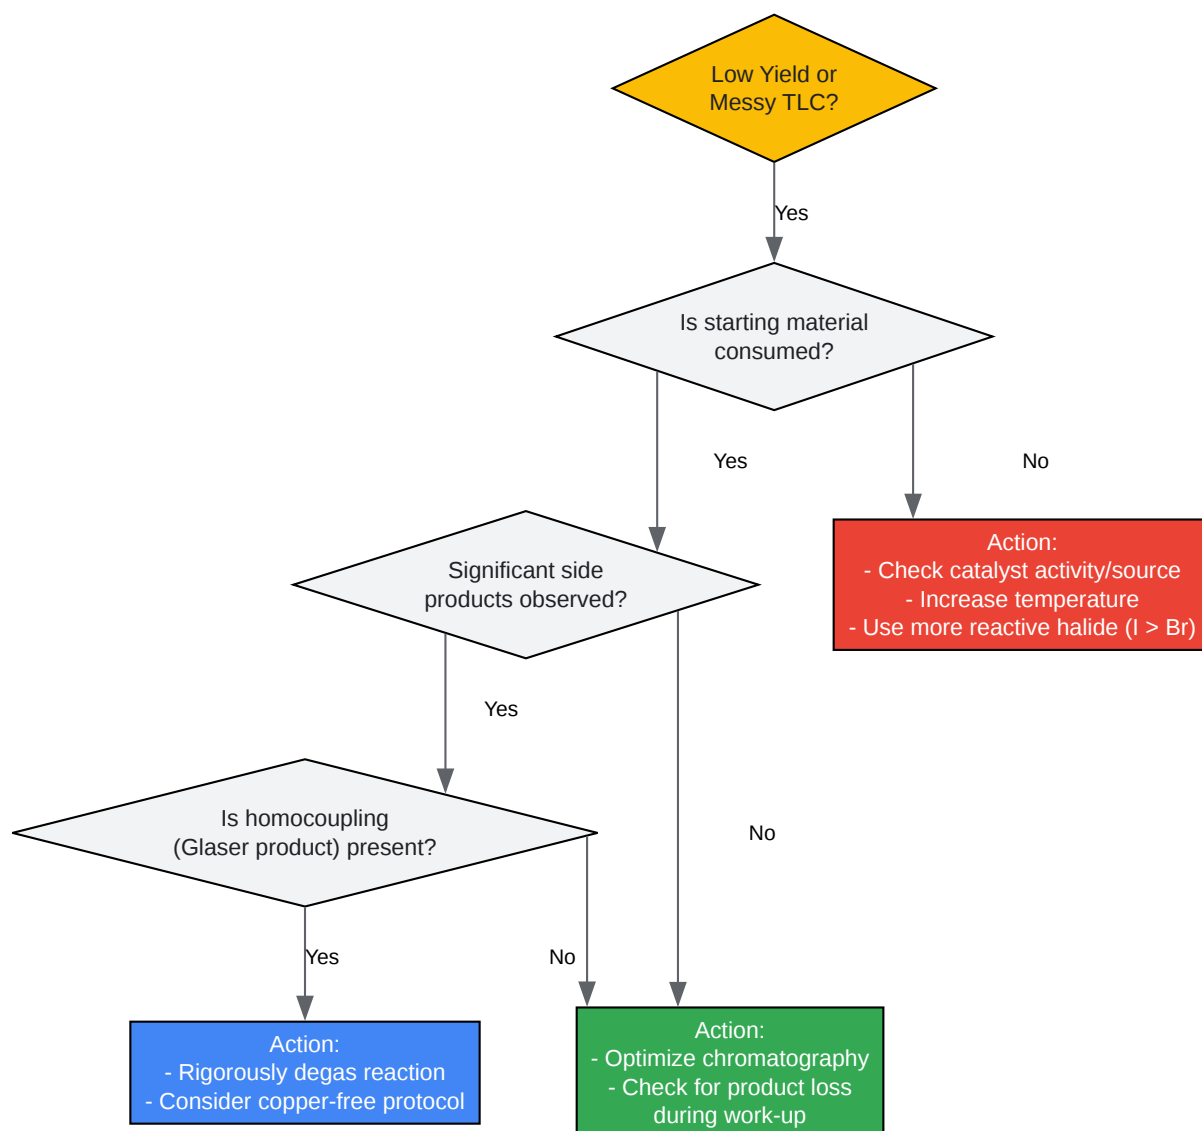 Low Yield or
Messy TLC?
Yes
Is starting material
consumed?
Yes
No
Significant side
products observed?
Action:
- Check catalyst activity/source
- Increase temperature
- Use more reactive halide (I > Br)
Yes
No
Is homocoupling
(Glaser product) present?
Yes
No
Action:
- Rigorously degas reaction
- Consider copper-free protocol
Action:
- Optimize chromatography
- Check for product loss
during work-up